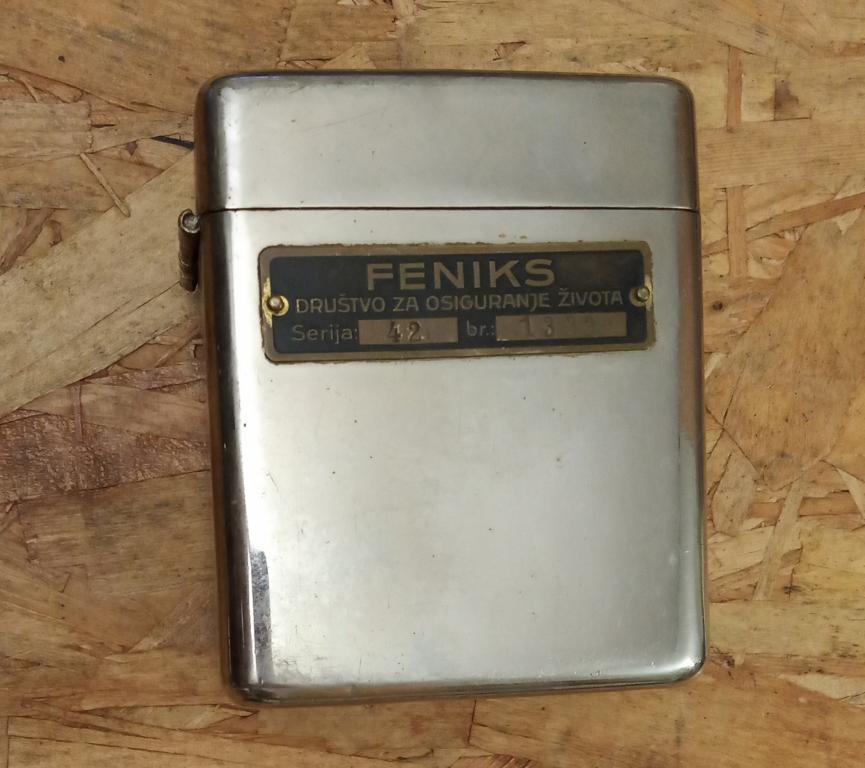 FENIKS
DRUŠTVO ZA OSIGURANJE ŽIVOTA
Serija: 42 br.: